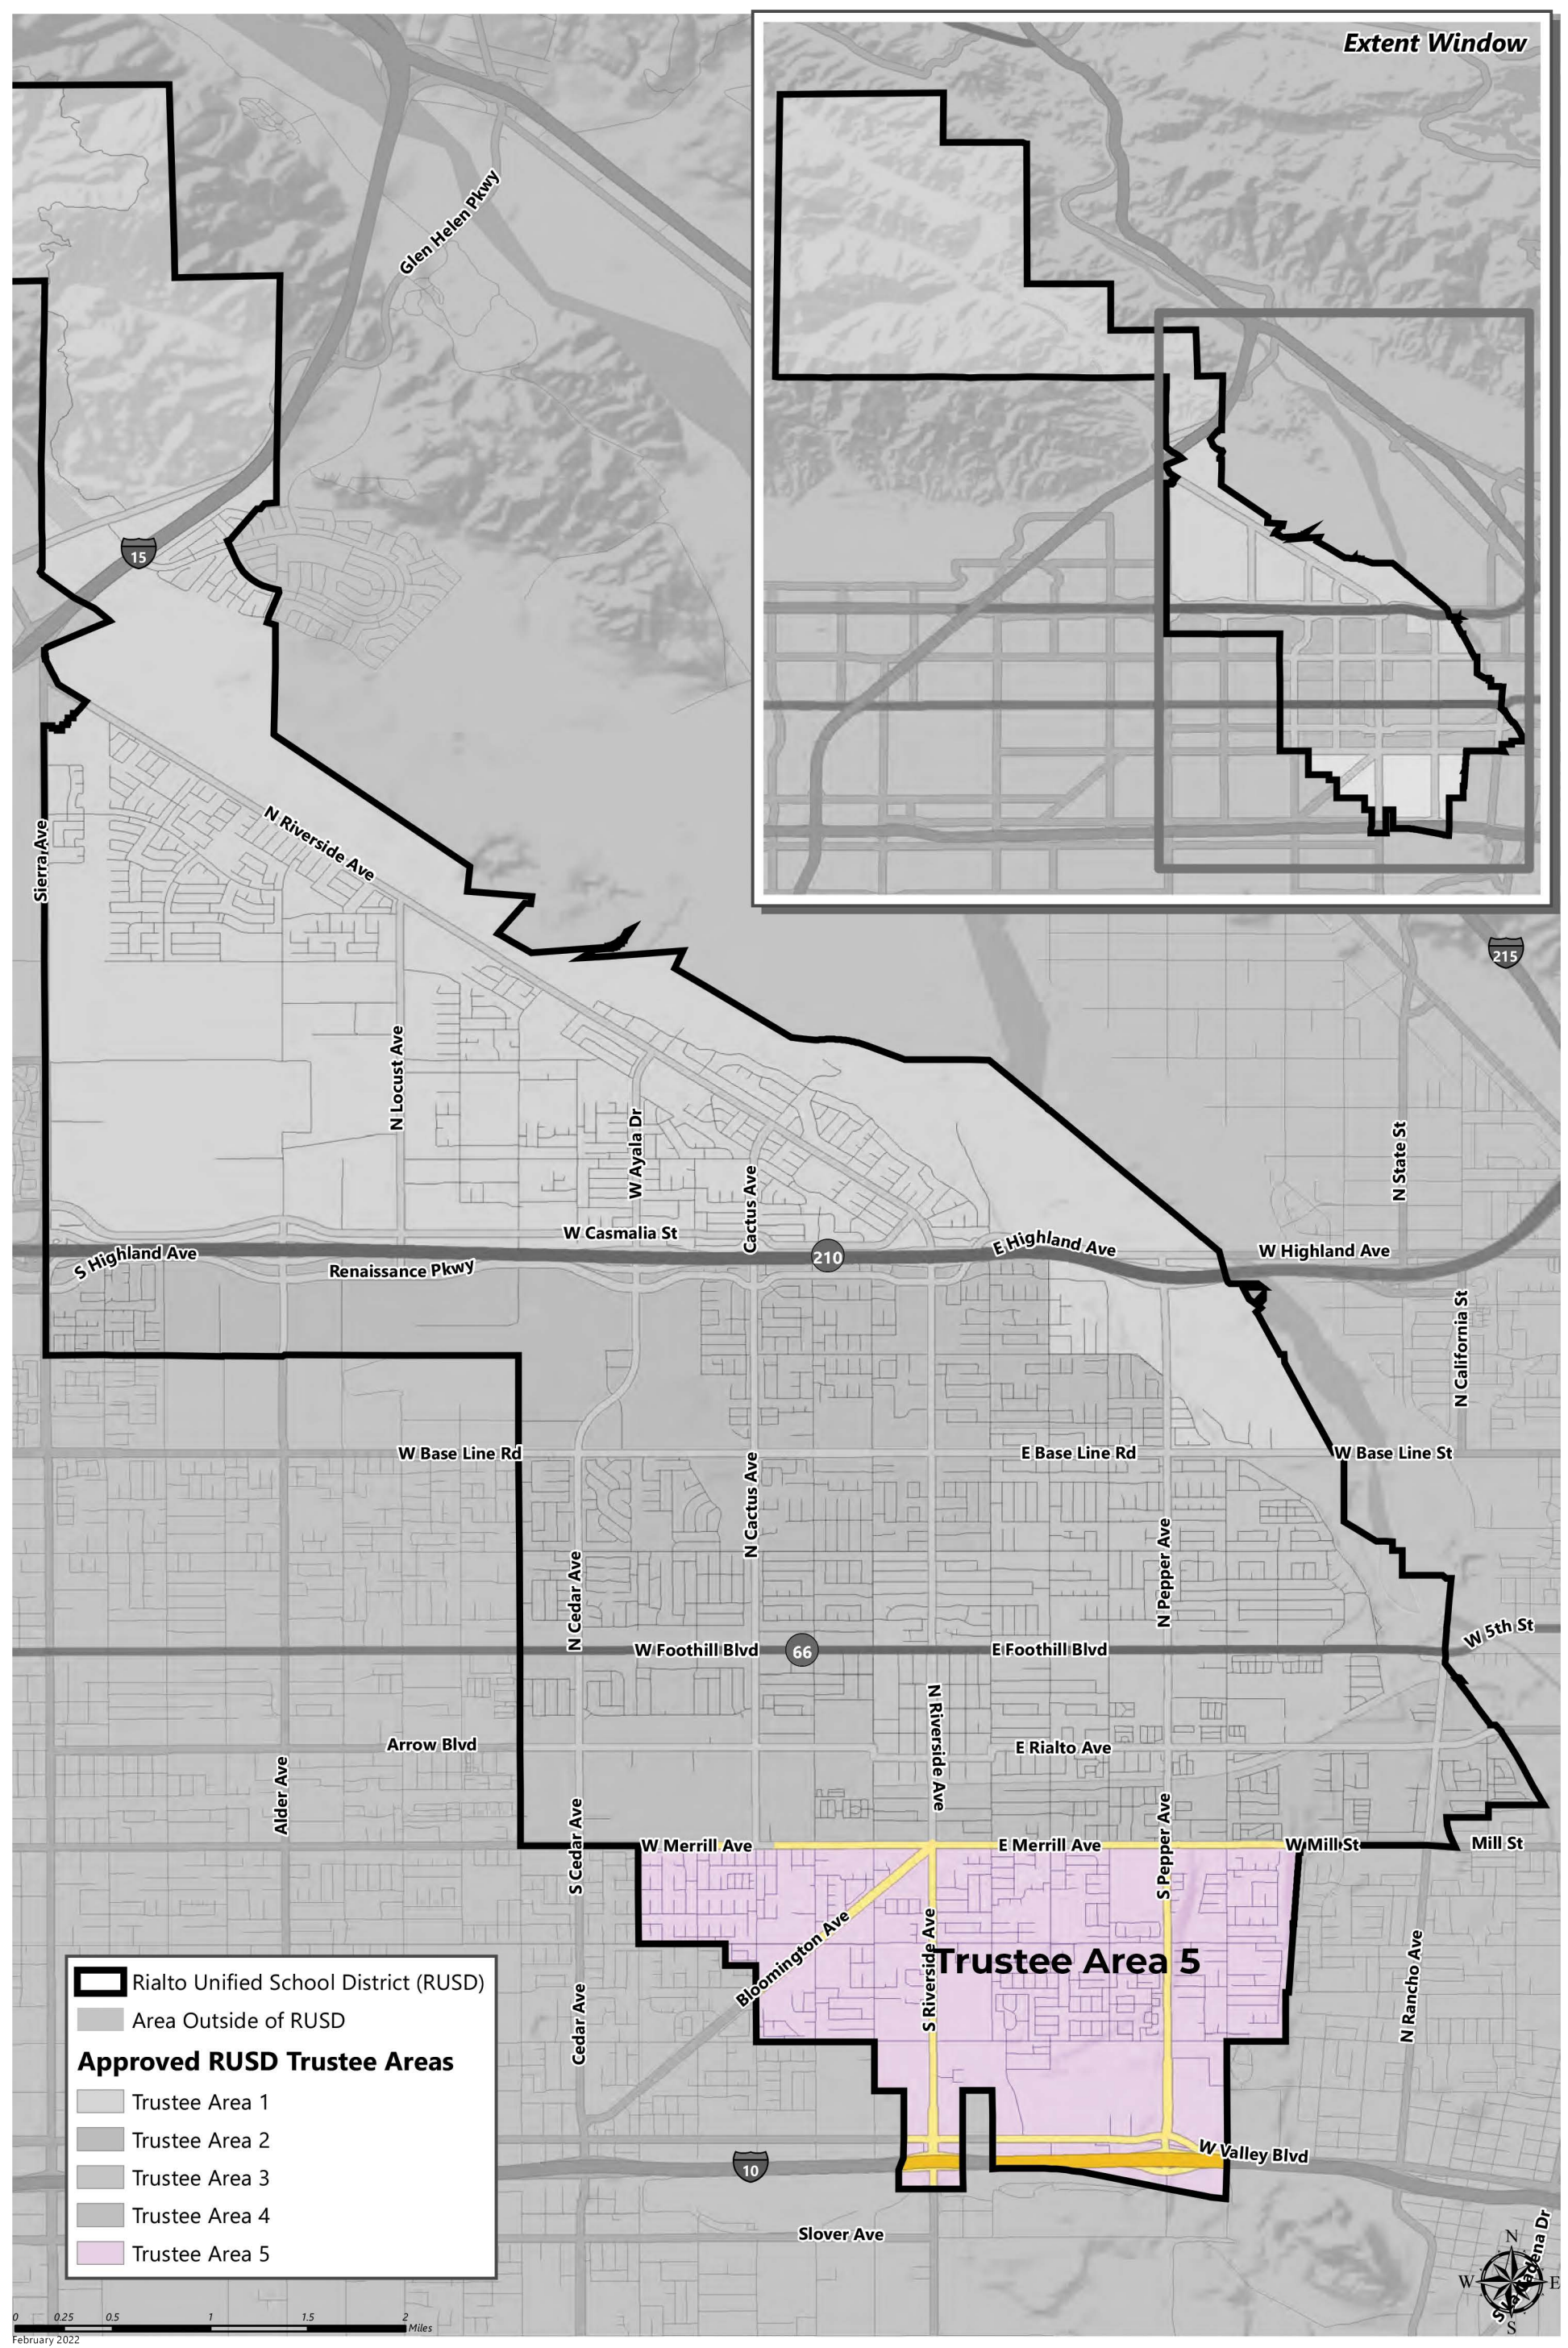 Extent Window
Glen Helen Pkwy
15
N Riverside Ave
Sierra Ave
215
N Locust Ave
W Ayala Dr
Cactus Ave
N State St
W Casmalia St
S Highland Ave
Renaissance Pkwy
210
E Highland Ave
W Highland Ave
N California St
W Base Line Rd
E Base Line Rd
W Base Line St
N Cactus Ave
N Cedar Ave
N Pepper Ave
W Foothill Blvd
66
E Foothill Blvd
W 5th St
N Riverside Ave
Arrow Blvd
E Rialto Ave
Alder Ave
S Cedar Ave
W Merrill Ave
E Merrill Ave
S Pepper Ave
W Mill St
Mill St
Bloomington Ave
S Riverside Ave
Trustee Area 5
N Rancho Ave
Cedar Ave
W Valley Blvd
10
Slover Ave
Rialto Unified School District (RUSD)
Area Outside of RUSD
Approved RUSD Trustee Areas
Trustee Area 1
Trustee Area 2
Trustee Area 3
Trustee Area 4
Trustee Area 5
N
W E
S
0 0.25 0.5 1 1.5 2
Miles
February 2022